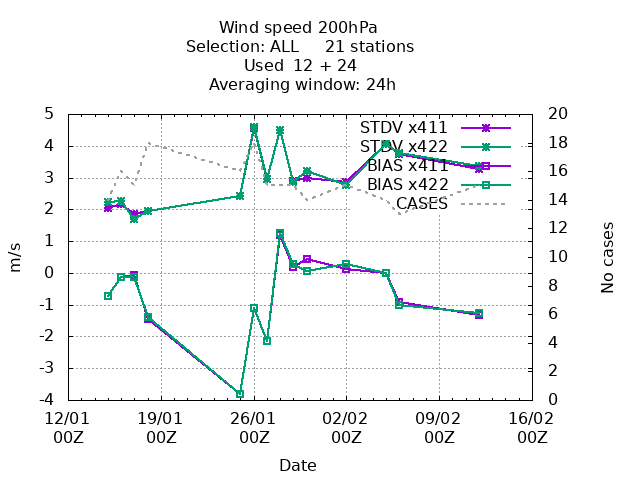 Wind speed 200hPa
Selection: ALL 21 stations
Used 12 + 24
Averaging window: 24h
5 20
4 18
3 16
2 14
1 12
0 10
-1 8
-2 6
-3 4
-4 2
0
m/s
No cases
STDV x411
STDV x422
BIAS x411
BIAS x422
CASES
12/01 19/01 26/01 02/02 09/02 16/02
00Z 00Z 00Z 00Z 00Z 00Z
Date